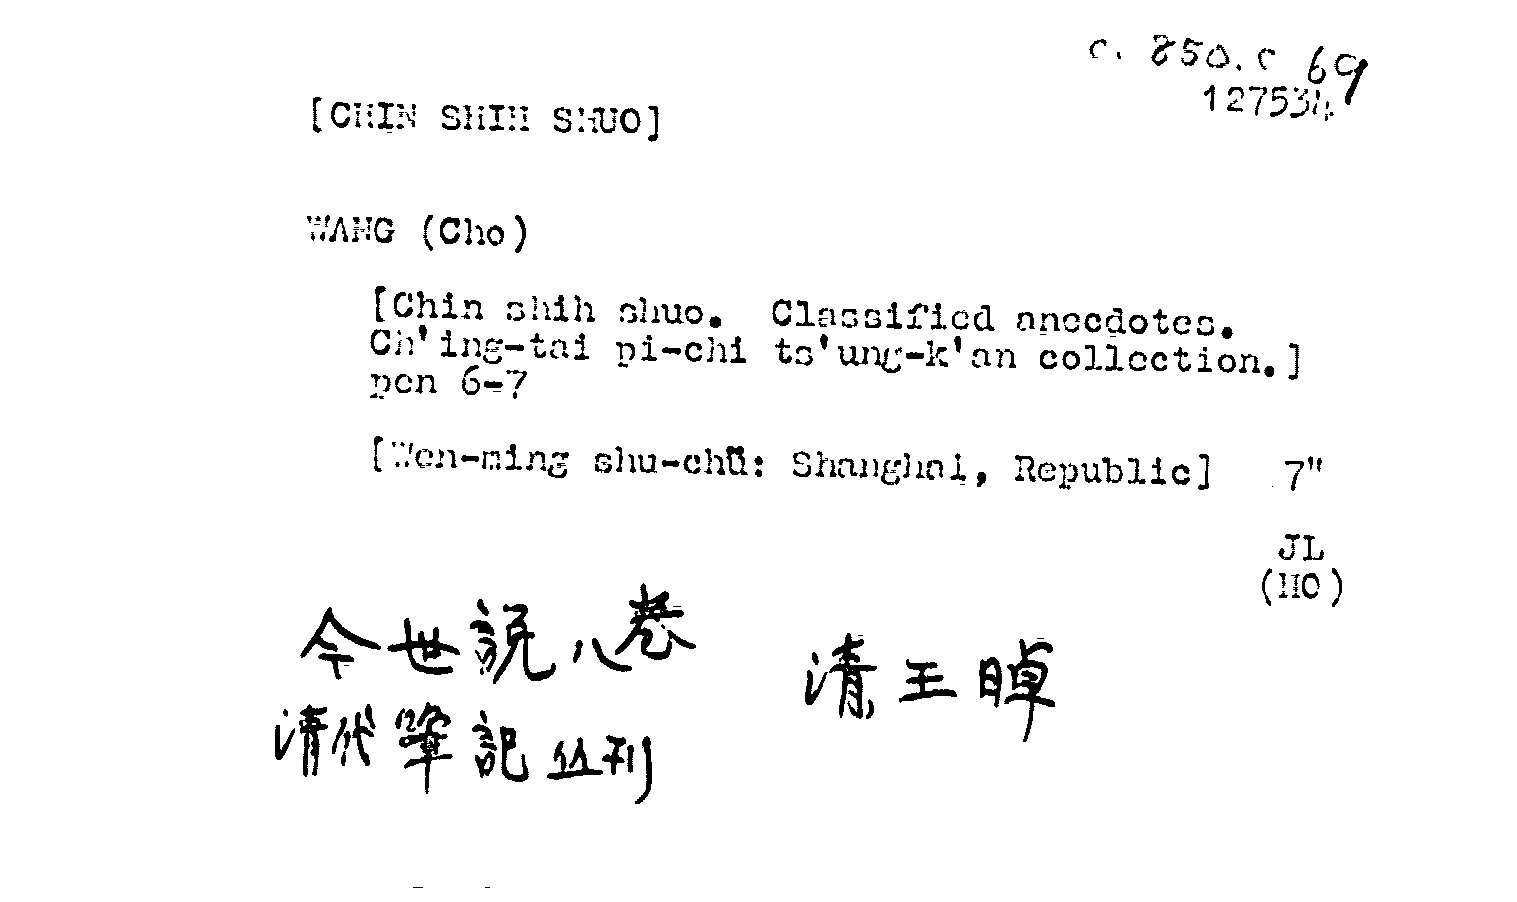 c. 850. c 69
127534
[CHIN SHIH SHUO]
WANG (Cho)
[Chin shih shuo. Classified anecdotes.
Ch'ing-tai pi-chi ts'ung-k'an collection.]
pen 6-7
[Wen-ming shu-chü: Shanghai, Republic] 7"
JL
(HO)
今世説八卷 清王晫
清代筆記丛刊